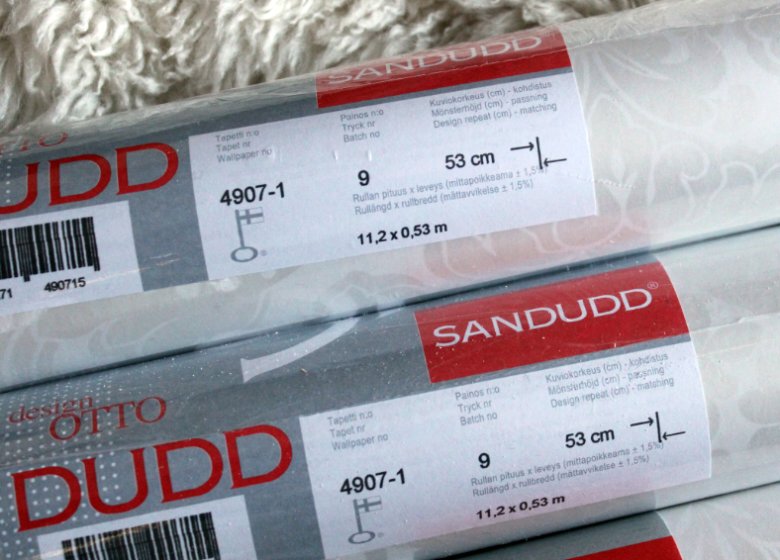 SANDUDD
OTTO
UDD
Tapetti n:o
Tapet nr
Wallpaper no
4907-1
Painos n:o
Tryck nr
Batch no
9
Kuviokorkeus (cm) - kohdistus
Mönsterhöjd (cm) - passning
Design repeat (cm) - matching
53 cm
Rullan pituus x leveys (mittapoikkeama ± 1,5%)
Rullängd x rullbredd (måttavvikelse ± 1,5%)
11,2 x 0,53 m
71 490715
SANDUDD®
design
OTTO
DUDD
Tapetti n:o
Tapet nr
Wallpaper no
4907-1
Painos n:o
Tryck nr
Batch no
9
Kuviokorkeus (cm) - kohdistus
Mönsterhöjd (cm) - passning
Design repeat (cm) - matching
53 cm
Rullan pituus x leveys (mittapoikkeama ± 1,5%)
Rullängd x rullbredd (måttavvikelse ± 1,5%)
11,2 x 0,53 m